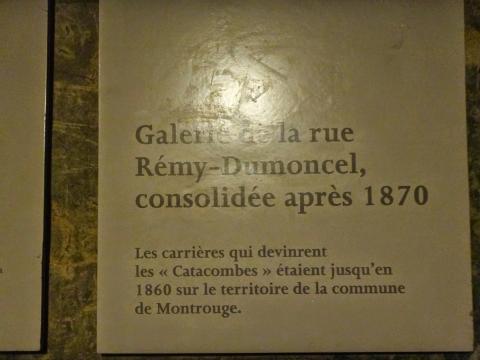 Galerie de la rue
Rémy-Dumoncel,
consolidée après 1870
Les carrières qui devinrent
les « Catacombes » étaient jusqu'en
1860 sur le territoire de la commune
de Montrouge.